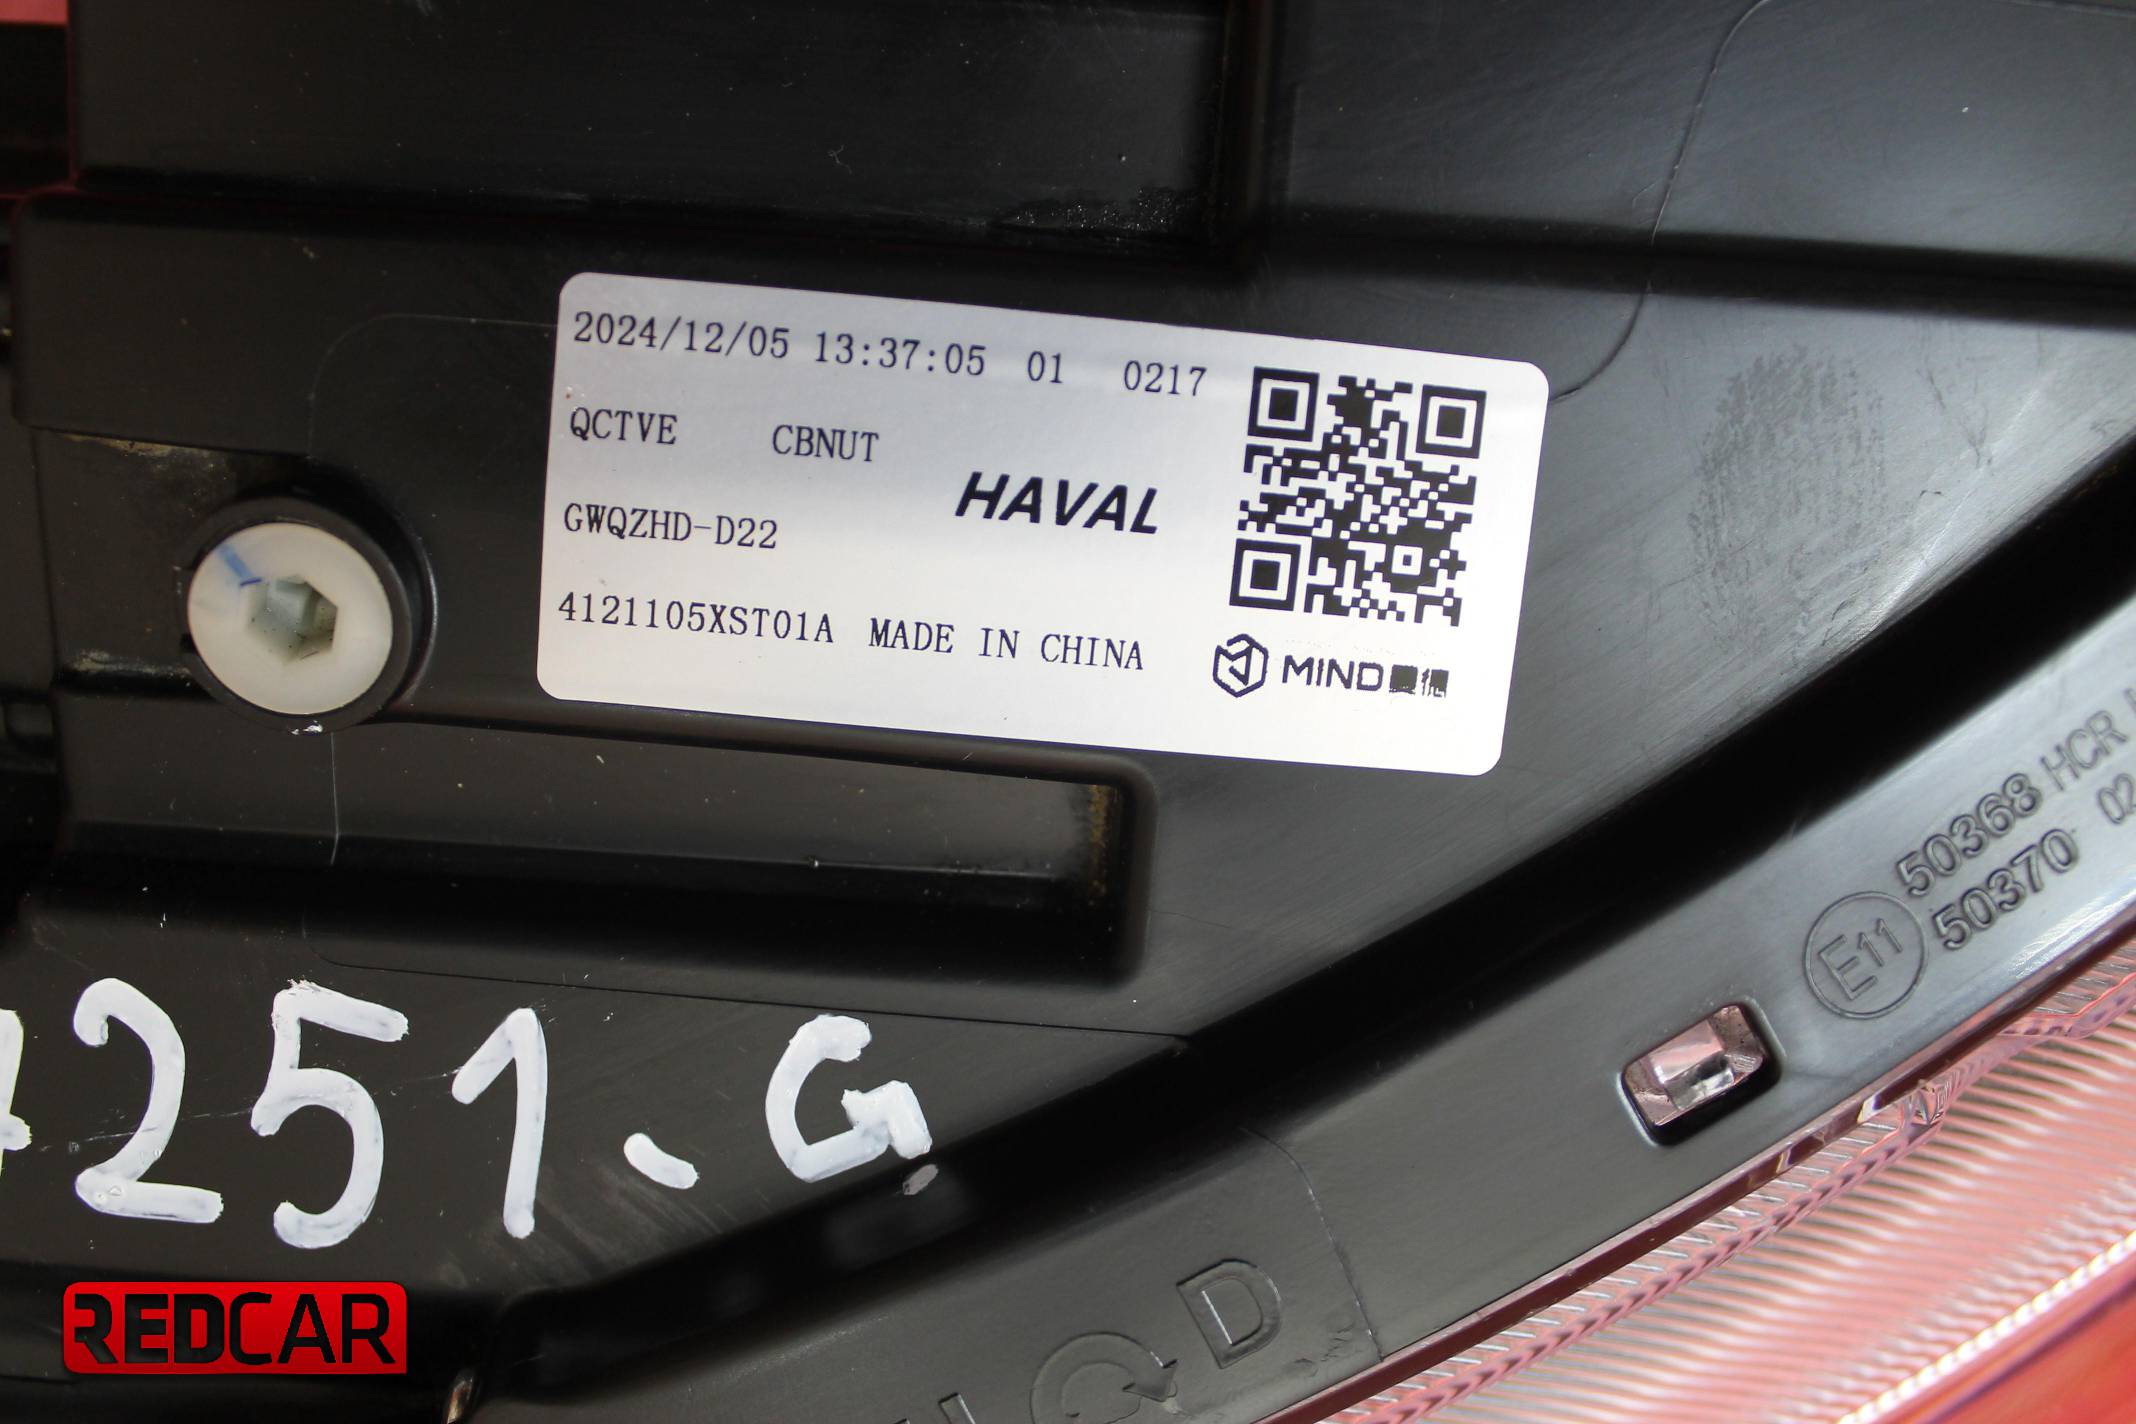 2024/12/05 13:37:05 01 0217
QCTVE CBNUT
HAVAL
GWQZHD-D22
4121105XST01A MADE IN CHINA
MIND
50368 HCR
E11
50370 02
251.G
D
REDCAR